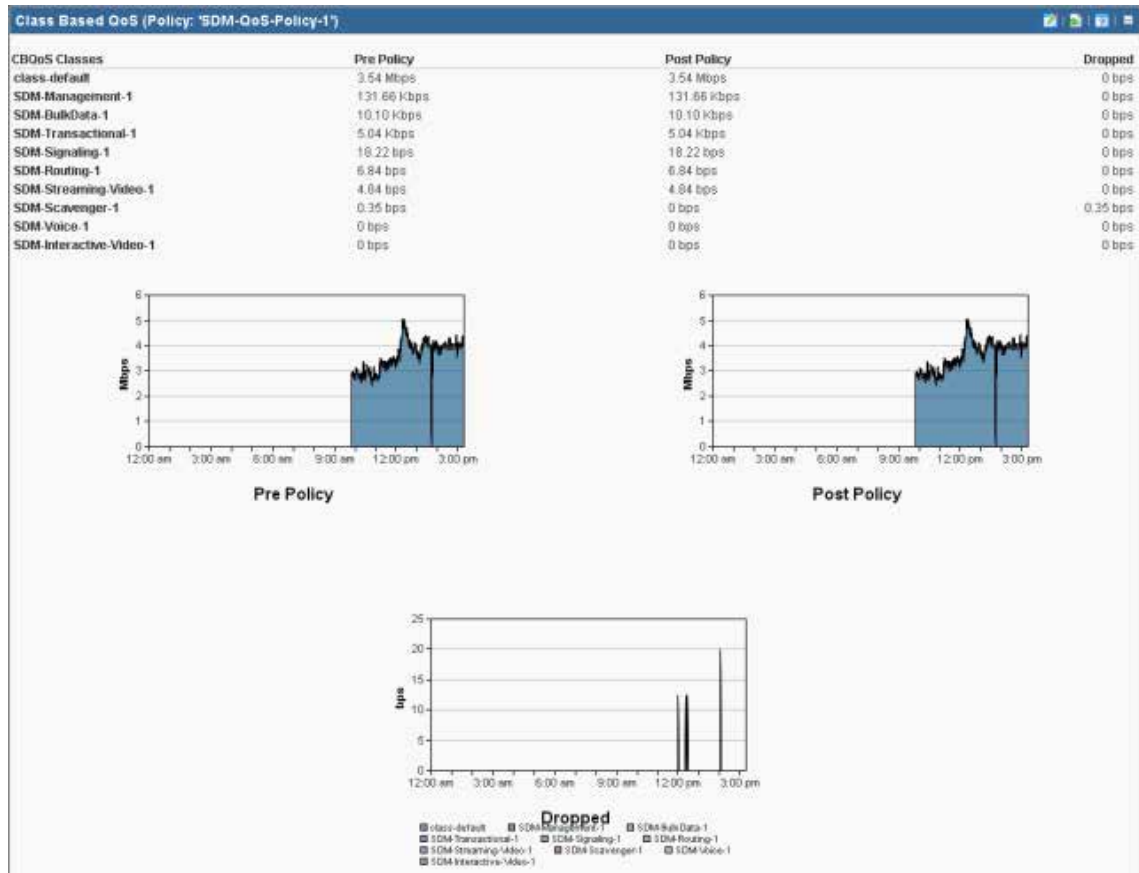 Class Based QoS (Policy: 'SDM-QoS-Policy-1')
CBQoS Classes Pre Policy Post Policy Dropped
class-default 3.54 Mbps 3.54 Mbps 0 bps
SDM-Management-1 131.66 Kbps 131.66 Kbps 0 bps
SDM-BulkData-1 10.10 Kbps 10.10 Kbps 0 bps
SDM-Transactional-1 5.04 Kbps 5.04 Kbps 0 bps
SDM-Signaling-1 18.22 bps 18.22 bps 0 bps
SDM-Routing-1 6.84 bps 6.84 bps 0 bps
SDM-Streaming-Video-1 4.84 bps 4.84 bps 0 bps
SDM-Scavenger-1 0.35 bps 0 bps 0.35 bps
SDM-Voice-1 0 bps 0 bps 0 bps
SDM-Interactive-Video-1 0 bps 0 bps 0 bps
6 5 4 3 2 1 0
Mbps
12:00 am 3:00 am 6:00 am 9:00 am 12:00 pm 3:00 pm
Pre Policy
6 5 4 3 2 1 0
Mbps
12:00 am 3:00 am 6:00 am 9:00 am 12:00 pm 3:00 pm
Post Policy
25 20 15 10 5 0
bps
12:00 am 3:00 am 6:00 am 9:00 am 12:00 pm 3:00 pm
Dropped
class-default SDM-Management-1 SDM-BulkData-1
SDM-Transactional-1 SDM-Signaling-1 SDM-Routing-1
SDM-Streaming-Video-1 SDM-Scavenger-1 SDM-Voice-1
SDM-Interactive-Video-1